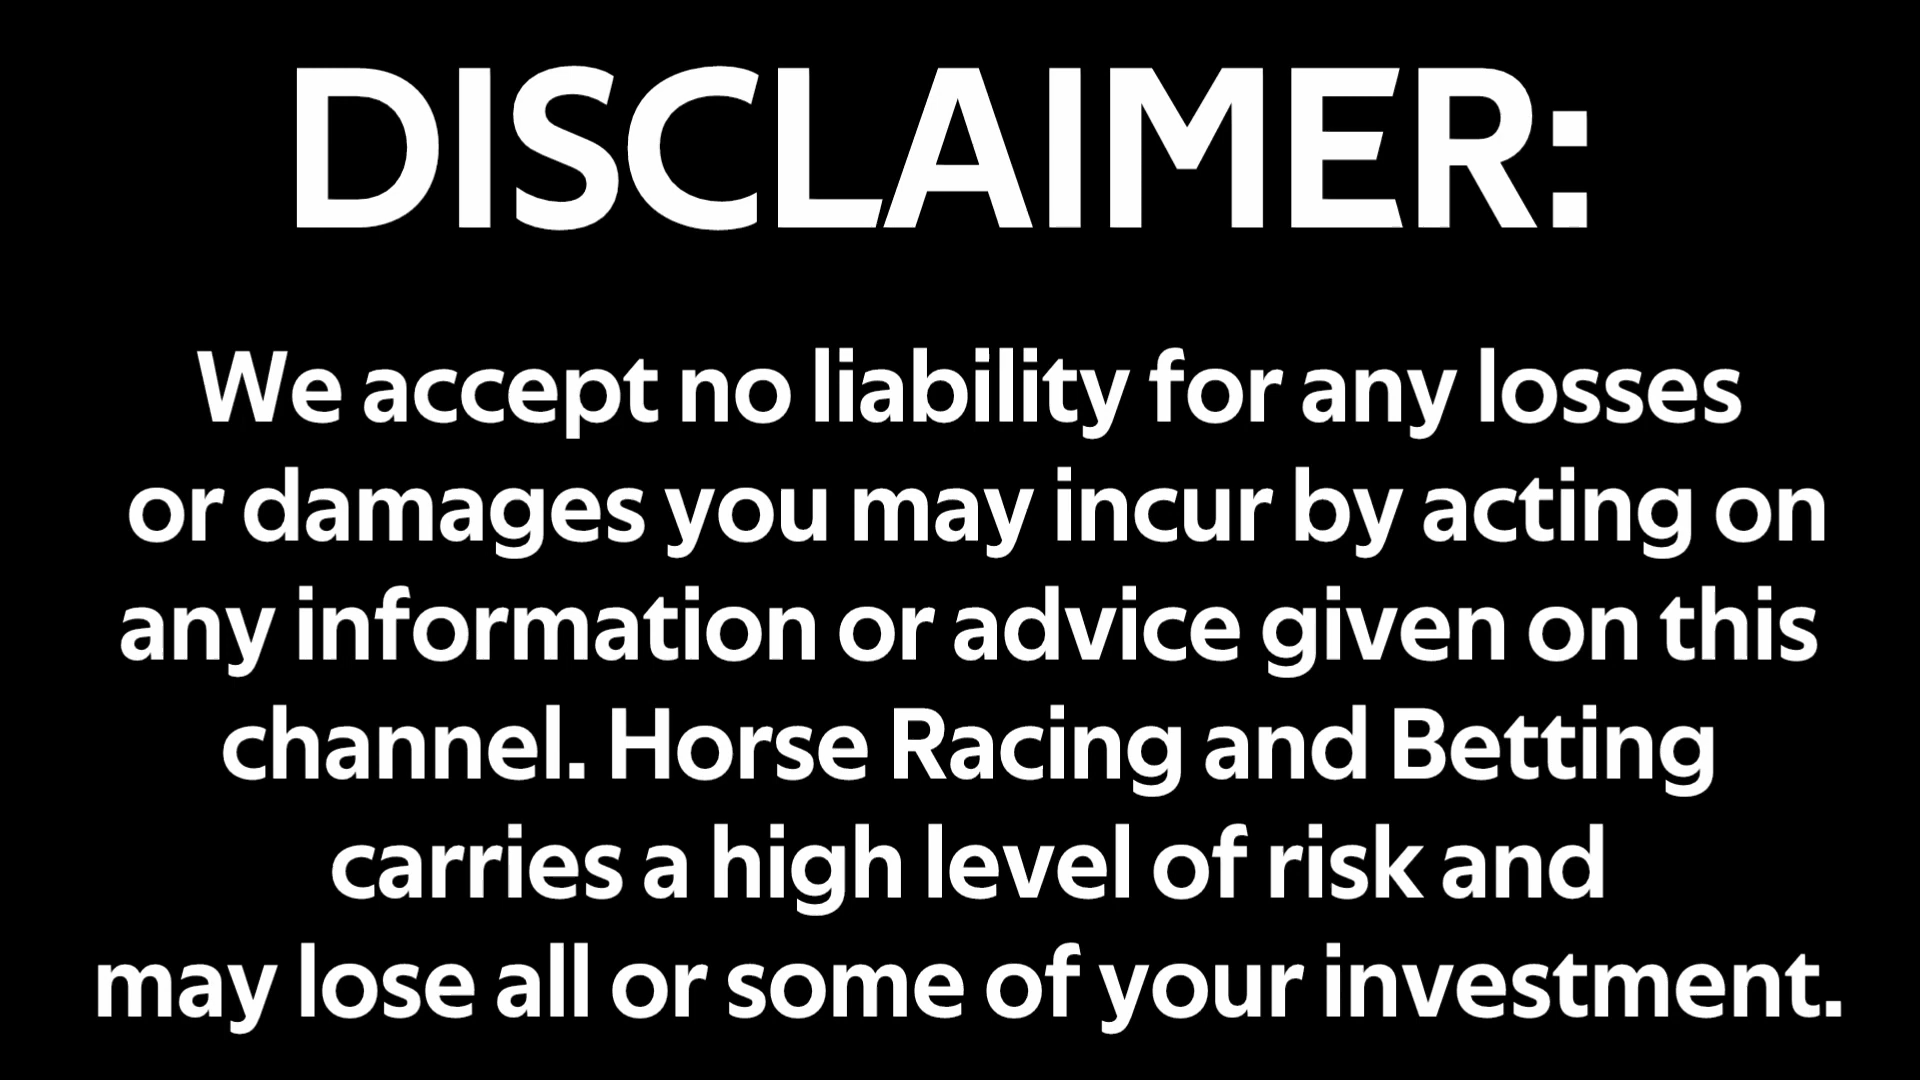 DISCLAIMER:
We accept no liability for any losses
or damages you may incur by acting on
any information or advice given on this
channel. Horse Racing and Betting
carries a high level of risk and
may lose all or some of your investment.